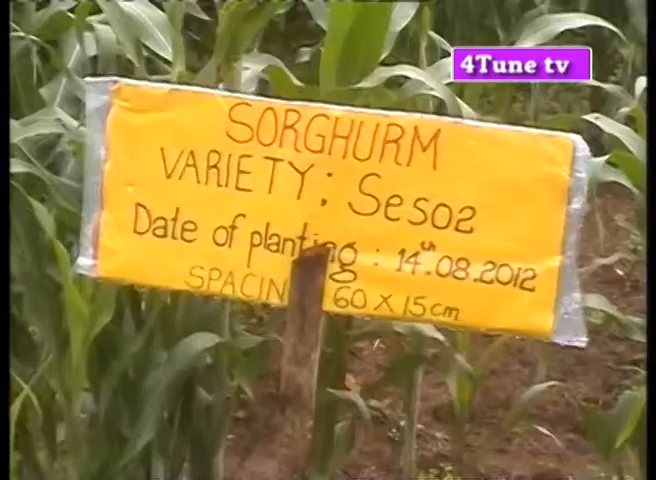 4Tune tv
SORGHURM
VARIETY: Seso2
Date of planting : 14th.08.2012
SPACIN 60 X 15cm